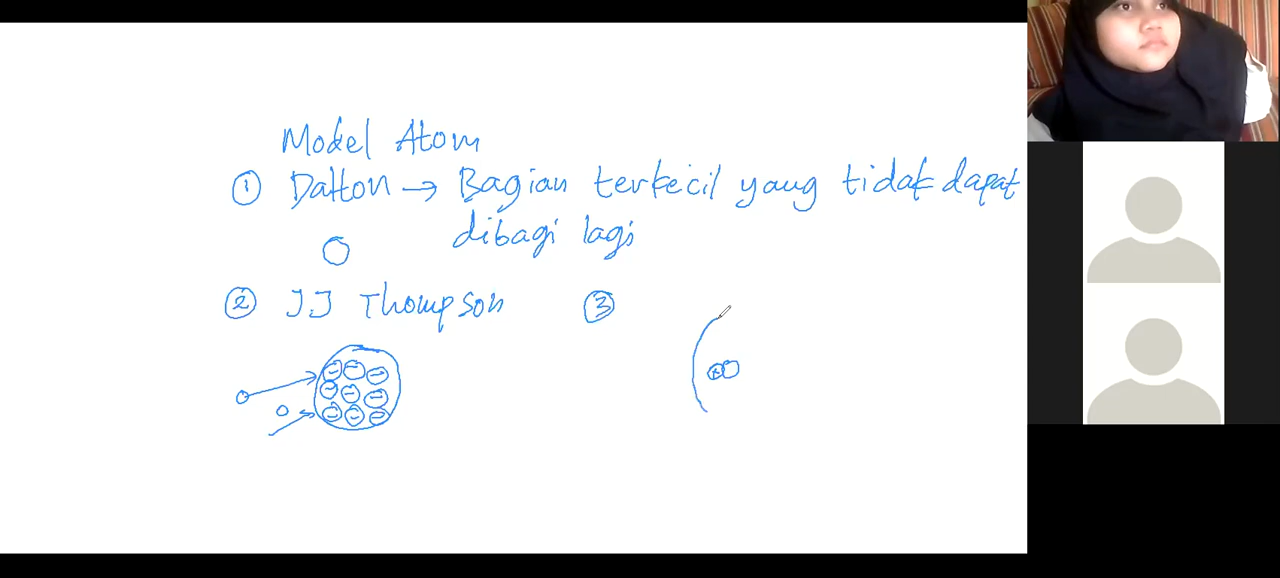 Model Atom
① Dalton → Bagian terkecil yang tidak dapat
dibagi lagi
② JJ Thompson ③
- - -
- - -
- - -
+